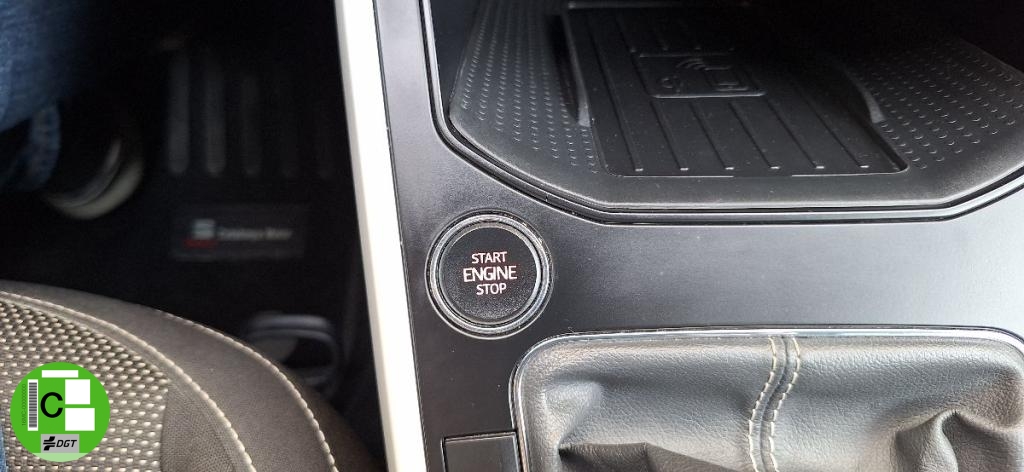 START
ENGINE
STOP
C
DGT